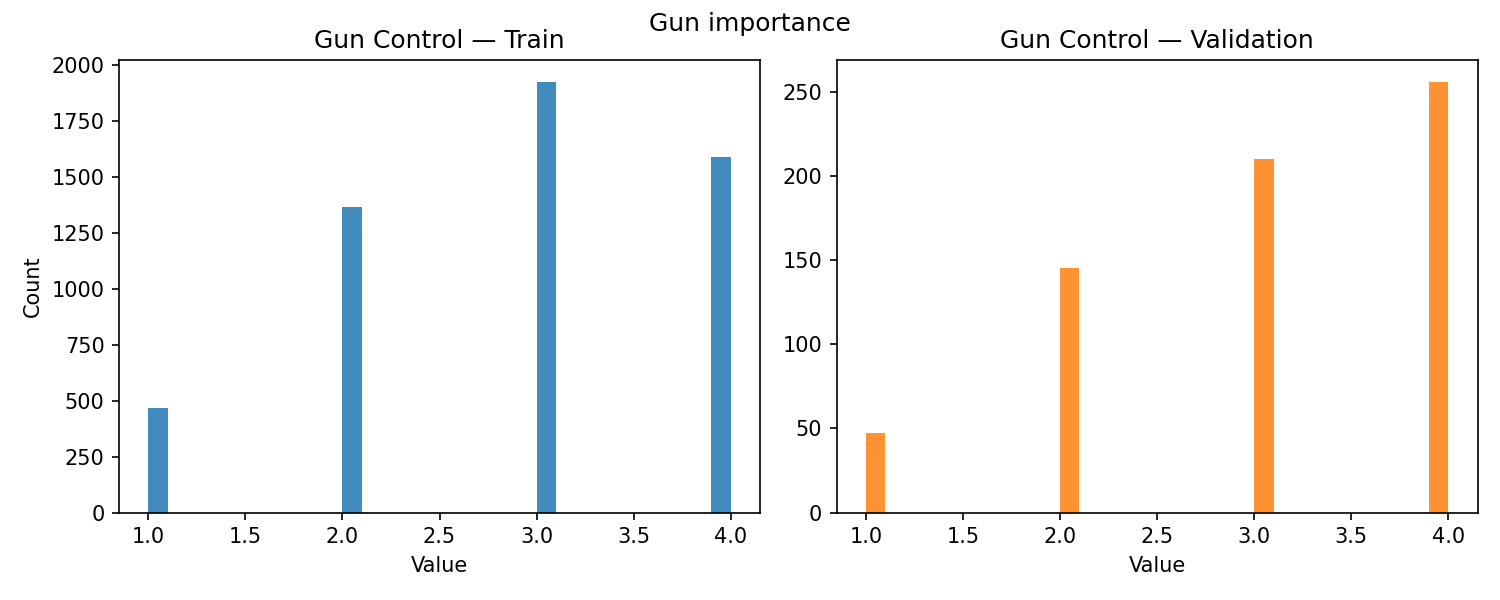 Gun importance
Gun Control — Train
2000
1750
1500
1250
1000
750
500
250
0
Count
1.0 1.5 2.0 2.5 3.0 3.5 4.0
Value
Gun Control — Validation
250
200
150
100
50
0
1.0 1.5 2.0 2.5 3.0 3.5 4.0
Value